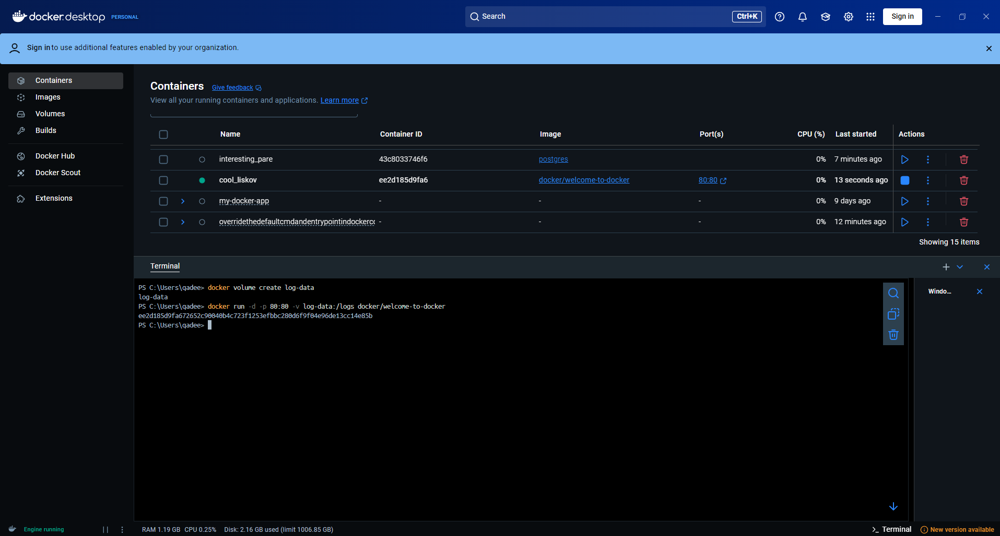 docker desktop PERSONAL
Search Ctrl+K
Sign in
Sign in to use additional features enabled by your organization.
Containers
Images
Volumes
Builds
Docker Hub
Docker Scout
Extensions
Containers Give feedback
View all your running containers and applications. Learn more
Name Container ID Image Port(s) CPU (%) Last started Actions
interesting_pare 43c8033746f6 postgres 0% 7 minutes ago
cool_liskov ee2d185d9fa6 docker/welcome-to-docker 80:80 0% 13 seconds ago
my-docker-app - - - 0% 9 days ago
overridethedefaultcmdandentrypointindockerco - - - 0% 12 minutes ago
Showing 15 items
Terminal
PS C:\Users\qadee> docker volume create log-data
log-data
PS C:\Users\qadee> docker run -d -p 80:80 -v log-data:/logs docker/welcome-to-docker
ee2d185d9fa672652c90040b4c723f1253efbbc280d6f9f04e96de13cc14e85b
PS C:\Users\qadee>
Windo...
Engine running
RAM 1.19 GB CPU 0.25% Disk: 2.16 GB used (limit 1006.85 GB)
Terminal
New version available